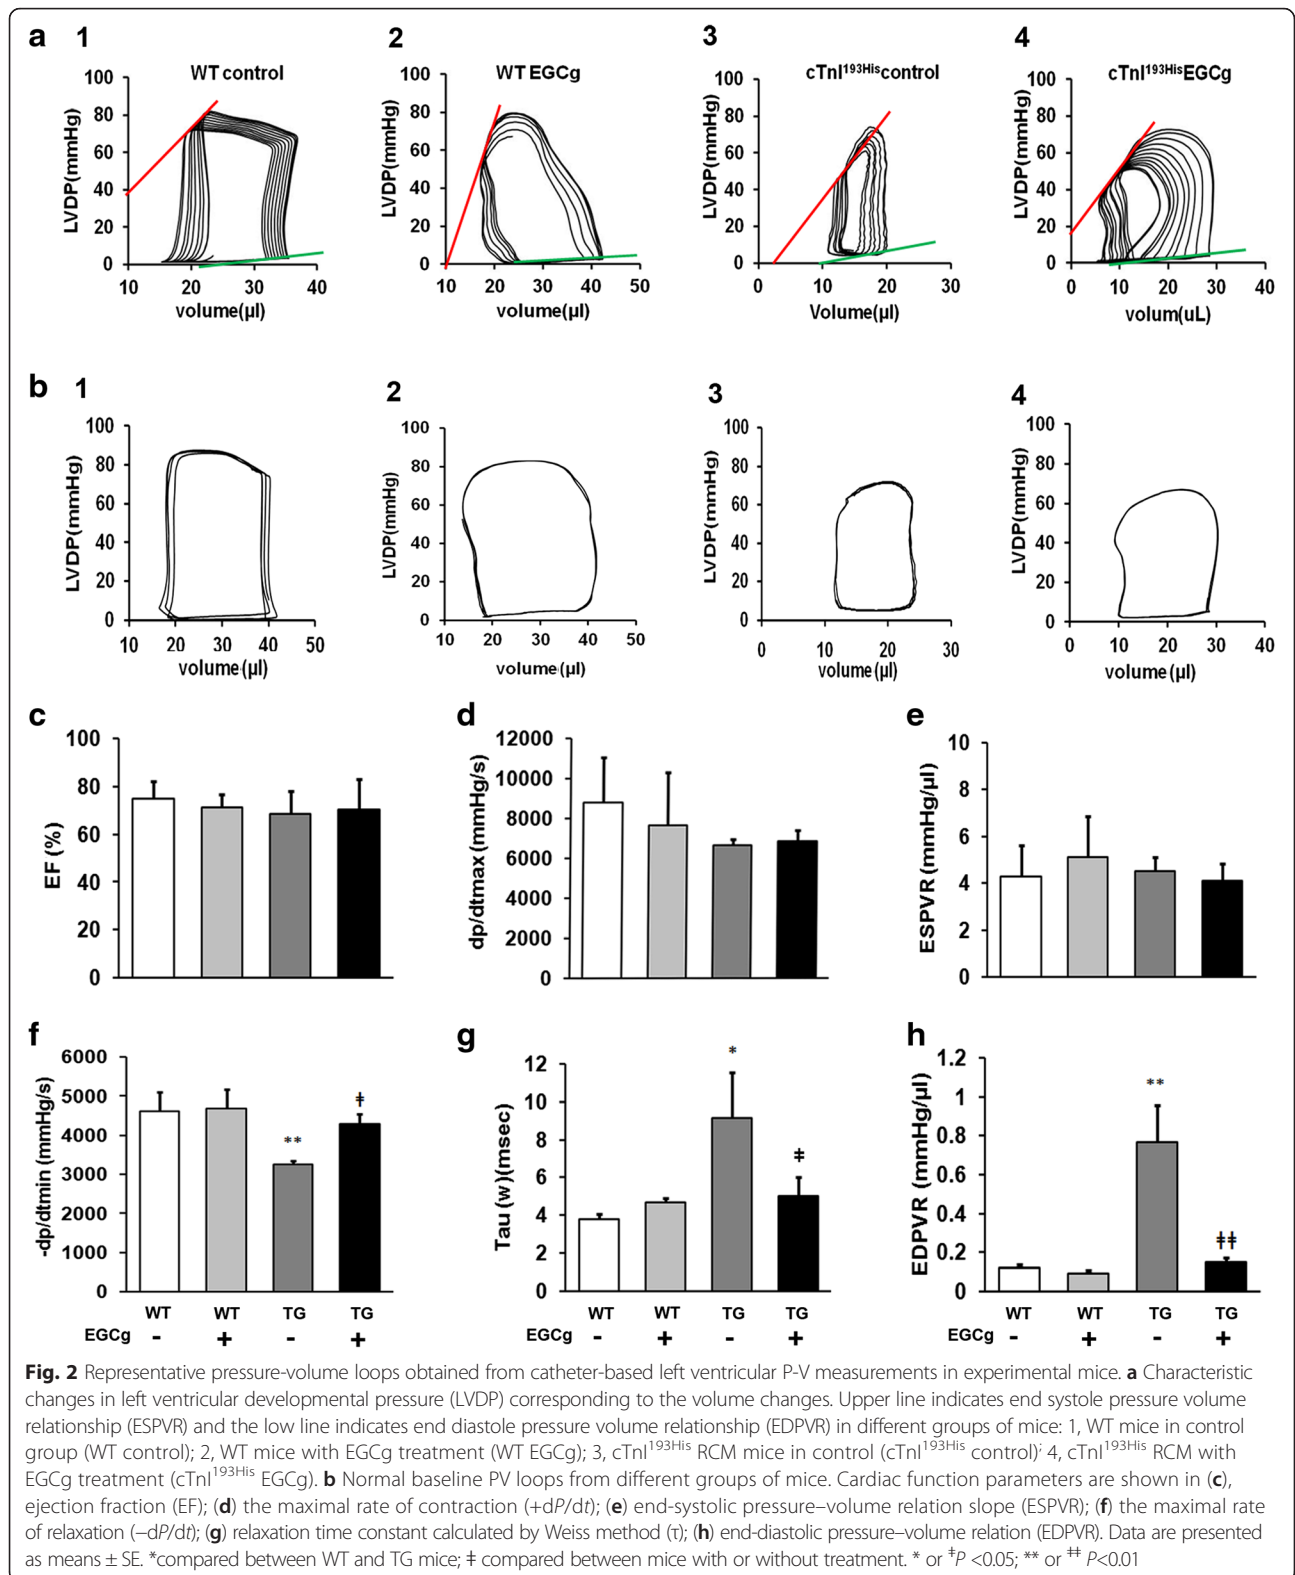 a 1 2 3 4
WT control
100
80
60
40
20
0
LVDP(mmHg)
10 20 30 40
volume(µl)
WT EGCg
100
80
60
40
20
0
LVDP(mmHg)
10 20 30 40 50
volume(µl)
cTnI193Hiscontrol
100
80
60
40
20
0
LVDP(mmHg)
0 10 20 30
Volume(µl)
cTnI193HisEGCg
100
80
60
40
20
0
LVDP(mmHg)
0 10 20 30 40
volum(uL)
b 1 2 3 4
100
80
60
40
20
0
LVDP(mmHg)
10 20 30 40 50
volume(µl)
100
80
60
40
20
0
LVDP(mmHg)
10 20 30 40 50
volume(µl)
100
80
60
40
20
0
LVDP(mmHg)
0 10 20 30
Volume(µl)
100
80
60
40
20
0
LVDP(mmHg)
0 10 20 30 40
volume(µl)
c
100
80
60
40
20
0
EF (%)
d
12000
10000
8000
6000
4000
2000
0
dp/dtmax (mmHg/s)
e
10
8
6
4
2
0
ESPVR (mmHg/µl)
f
6000
5000
4000
3000
2000
1000
0
-dp/dtmin (mmHg/s)
**
ǂ
WT WT TG TG
EGCg - + - +
g
12
10
8
6
4
2
0
Tau (w)(msec)
*
ǂ
WT WT TG TG
EGCg - + - +
h
1.2
1
0.8
0.6
0.4
0.2
0
EDPVR (mmHg/µl)
**
ǂǂ
WT WT TG TG
EGCg - + - +
Fig. 2 Representative pressure-volume loops obtained from catheter-based left ventricular P-V measurements in experimental mice. a Characteristic
changes in left ventricular developmental pressure (LVDP) corresponding to the volume changes. Upper line indicates end systole pressure volume
relationship (ESPVR) and the low line indicates end diastole pressure volume relationship (EDPVR) in different groups of mice: 1, WT mice in control
group (WT control); 2, WT mice with EGCg treatment (WT EGCg); 3, cTnI193His RCM mice in control (cTnI193His control); 4, cTnI193His RCM with
EGCg treatment (cTnI193His EGCg). b Normal baseline PV loops from different groups of mice. Cardiac function parameters are shown in (c),
ejection fraction (EF); (d) the maximal rate of contraction (+dP/dt); (e) end-systolic pressure–volume relation slope (ESPVR); (f) the maximal rate
of relaxation (−dP/dt); (g) relaxation time constant calculated by Weiss method (τ); (h) end-diastolic pressure–volume relation (EDPVR). Data are presented
as means ± SE. *compared between WT and TG mice; ǂ compared between mice with or without treatment. * or ǂP <0.05; ** or ǂǂ P<0.01